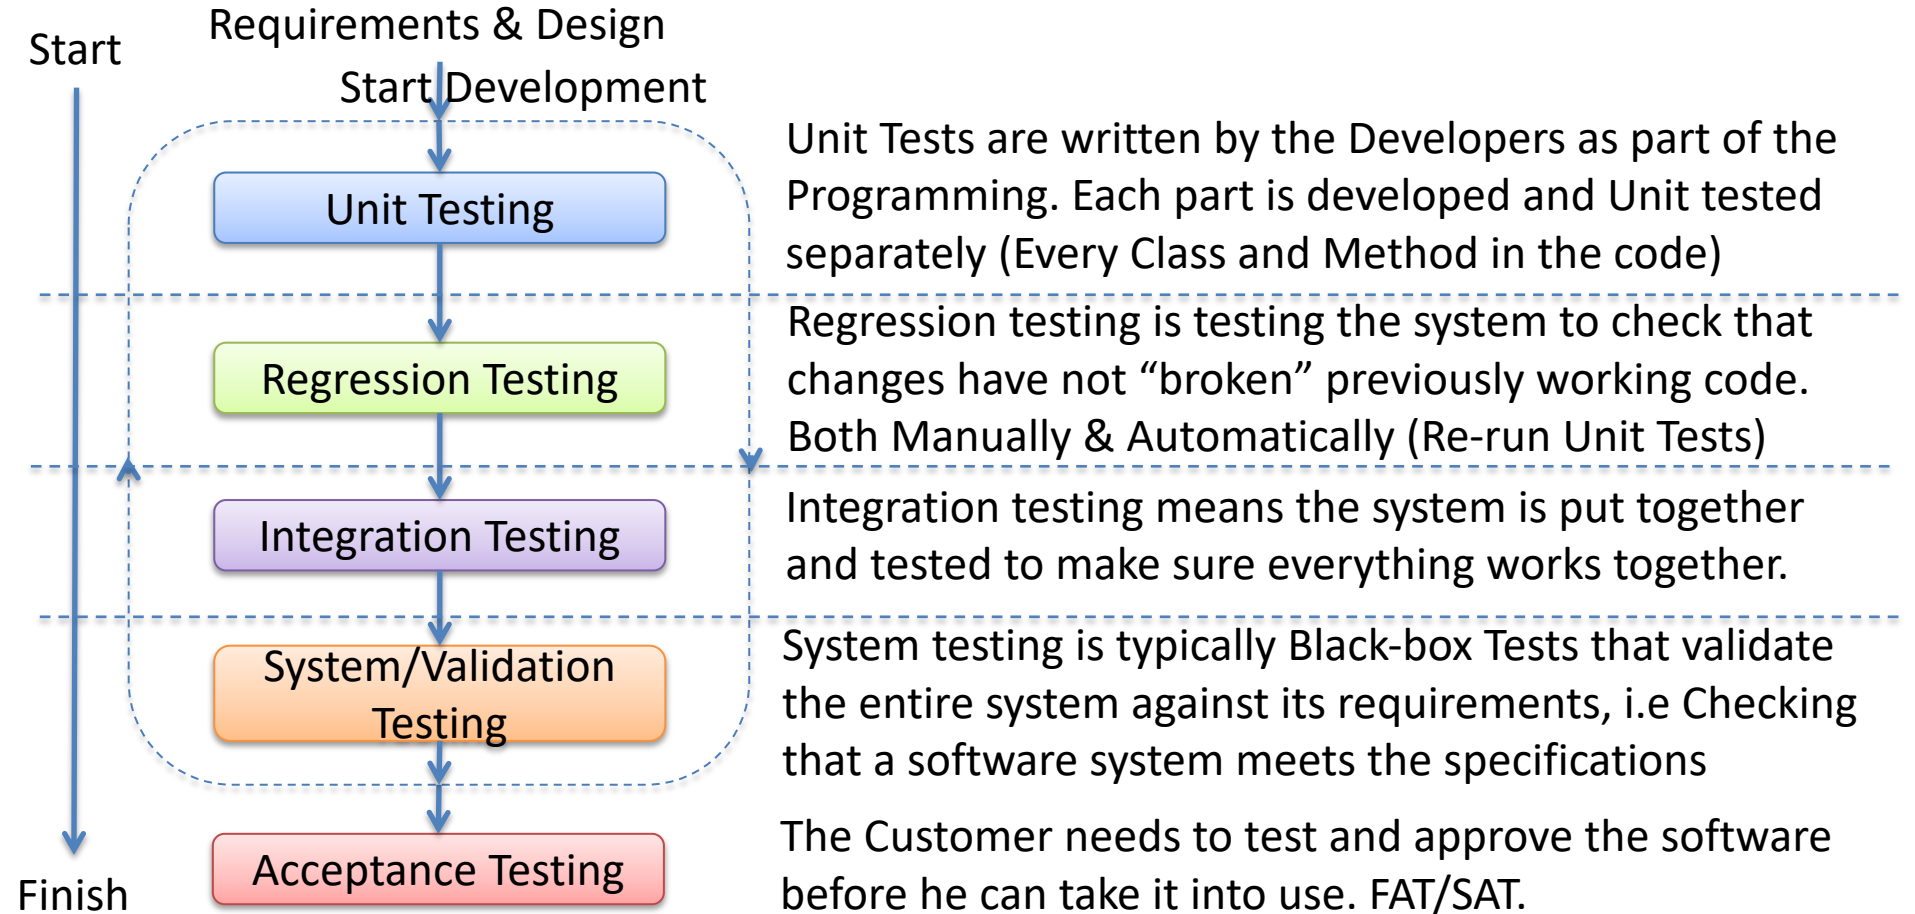 Start
Requirements & Design
Start Development
Unit Testing
Unit Tests are written by the Developers as part of the
Programming. Each part is developed and Unit tested
separately (Every Class and Method in the code)
Regression Testing
Regression testing is testing the system to check that
changes have not “broken” previously working code.
Both Manually & Automatically (Re-run Unit Tests)
Integration Testing
Integration testing means the system is put together
and tested to make sure everything works together.
System/Validation
Testing
System testing is typically Black-box Tests that validate
the entire system against its requirements, i.e Checking
that a software system meets the specifications
Acceptance Testing
The Customer needs to test and approve the software
before he can take it into use. FAT/SAT.
Finish